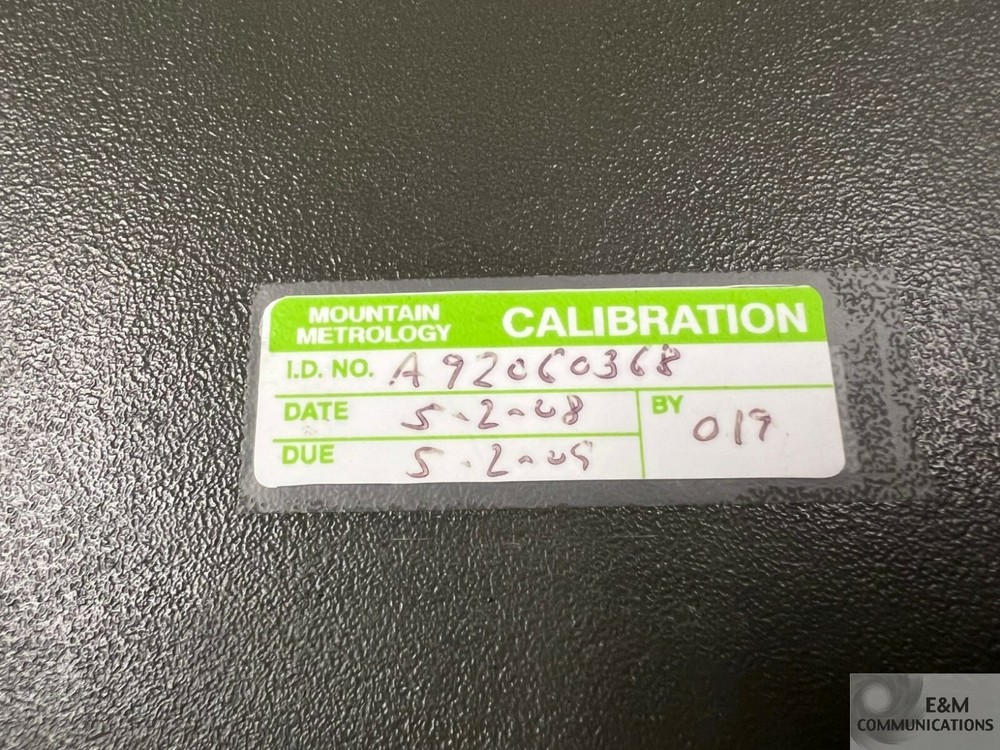 MOUNTAIN
METROLOGY
CALIBRATION
I.D. NO. A92060368
DATE 5-2-08
BY 019
DUE 5-2-09
E&M
COMMUNICATIONS